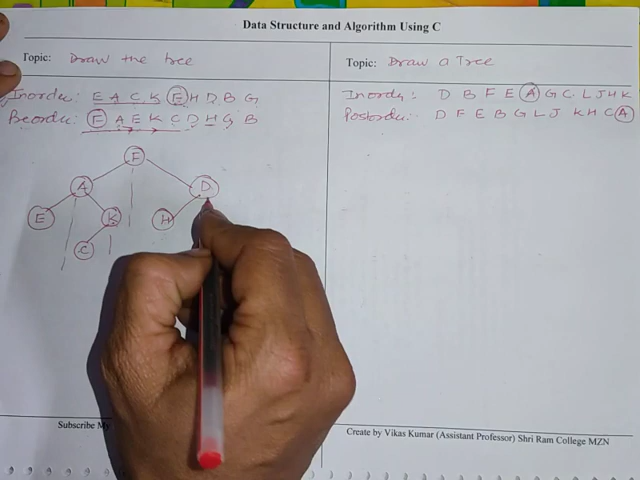 Data Structure and Algorithm Using C
Topic: Draw the tree
Inorder: E A C K F H D B G
Preorder: F A E K C D H G B
F
A D
E K H
C
Subscribe My
Topic: Draw a Tree
Inorder: D B F E A G C L J H K
Postorder: D F E B G L J K H C A
Create by Vikas Kumar (Assistant Professor) Shri Ram College MZN